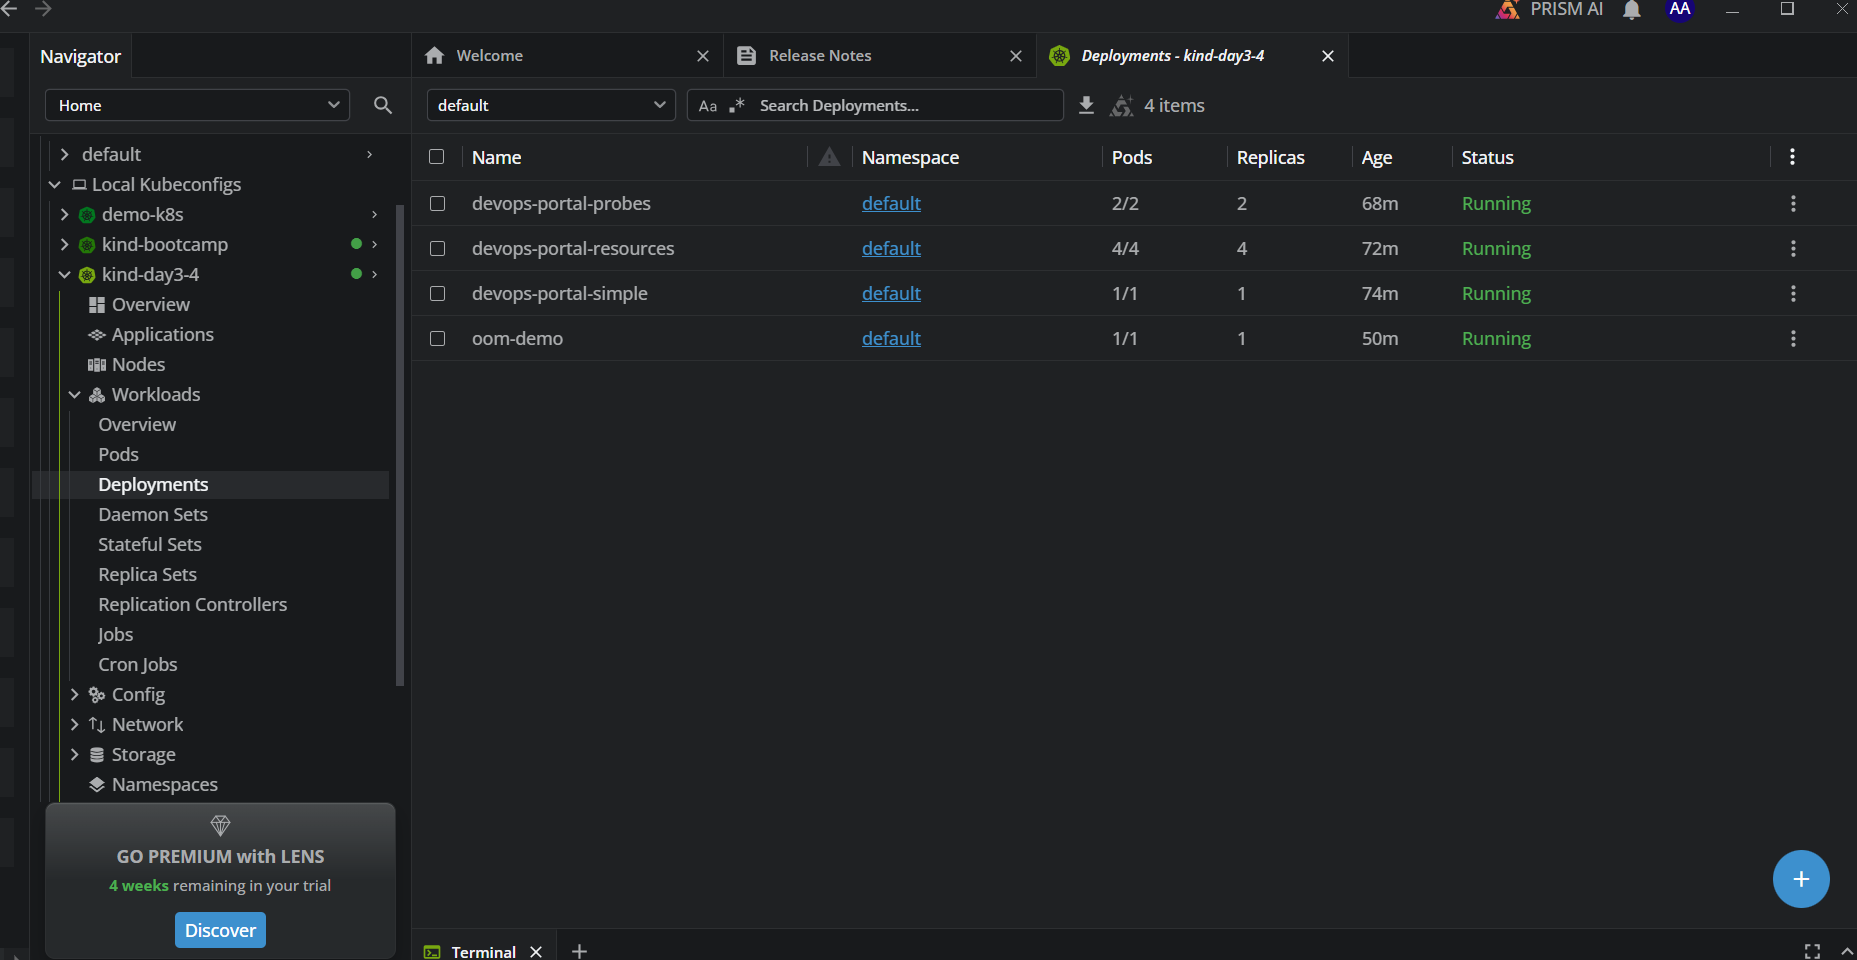 PRISM AI
AA
Navigator
Welcome
Release Notes
Deployments - kind-day3-4
Home
default
Aa .* Search Deployments...
4 items
default
Local Kubeconfigs
demo-k8s
kind-bootcamp
kind-day3-4
Overview
Applications
Nodes
Workloads
Overview
Pods
Deployments
Daemon Sets
Stateful Sets
Replica Sets
Replication Controllers
Jobs
Cron Jobs
Config
Network
Storage
Namespaces
GO PREMIUM with LENS
4 weeks remaining in your trial
Discover
Name Namespace Pods Replicas Age Status
devops-portal-probes default 2/2 2 68m Running
devops-portal-resources default 4/4 4 72m Running
devops-portal-simple default 1/1 1 74m Running
oom-demo default 1/1 1 50m Running
Terminal